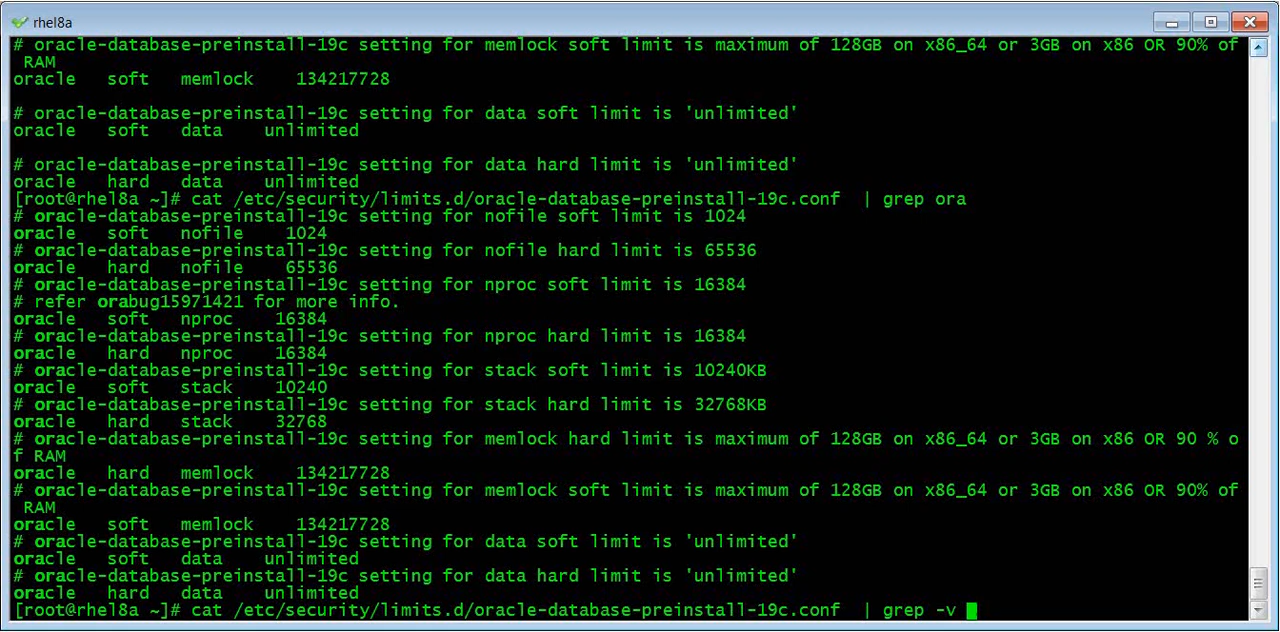 rhel8a
# oracle-database-preinstall-19c setting for memlock soft limit is maximum of 128GB on x86_64 or 3GB on x86 OR 90% of
RAM
oracle   soft   memlock    134217728
# oracle-database-preinstall-19c setting for data soft limit is 'unlimited'
oracle   soft   data    unlimited
# oracle-database-preinstall-19c setting for data hard limit is 'unlimited'
oracle   hard   data    unlimited
[root@rhel8a ~]# cat /etc/security/limits.d/oracle-database-preinstall-19c.conf  | grep ora
# oracle-database-preinstall-19c setting for nofile soft limit is 1024
oracle   soft   nofile    1024
# oracle-database-preinstall-19c setting for nofile hard limit is 65536
oracle   hard   nofile    65536
# oracle-database-preinstall-19c setting for nproc soft limit is 16384
# refer orabug15971421 for more info.
oracle   soft   nproc    16384
# oracle-database-preinstall-19c setting for nproc hard limit is 16384
oracle   hard   nproc    16384
# oracle-database-preinstall-19c setting for stack soft limit is 10240KB
oracle   soft   stack    10240
# oracle-database-preinstall-19c setting for stack hard limit is 32768KB
oracle   hard   stack    32768
# oracle-database-preinstall-19c setting for memlock hard limit is maximum of 128GB on x86_64 or 3GB on x86 OR 90 % o
f RAM
oracle   hard   memlock    134217728
# oracle-database-preinstall-19c setting for memlock soft limit is maximum of 128GB on x86_64 or 3GB on x86 OR 90% of
RAM
oracle   soft   memlock    134217728
# oracle-database-preinstall-19c setting for data soft limit is 'unlimited'
oracle   soft   data    unlimited
# oracle-database-preinstall-19c setting for data hard limit is 'unlimited'
oracle   hard   data    unlimited
[root@rhel8a ~]# cat /etc/security/limits.d/oracle-database-preinstall-19c.conf  | grep -v